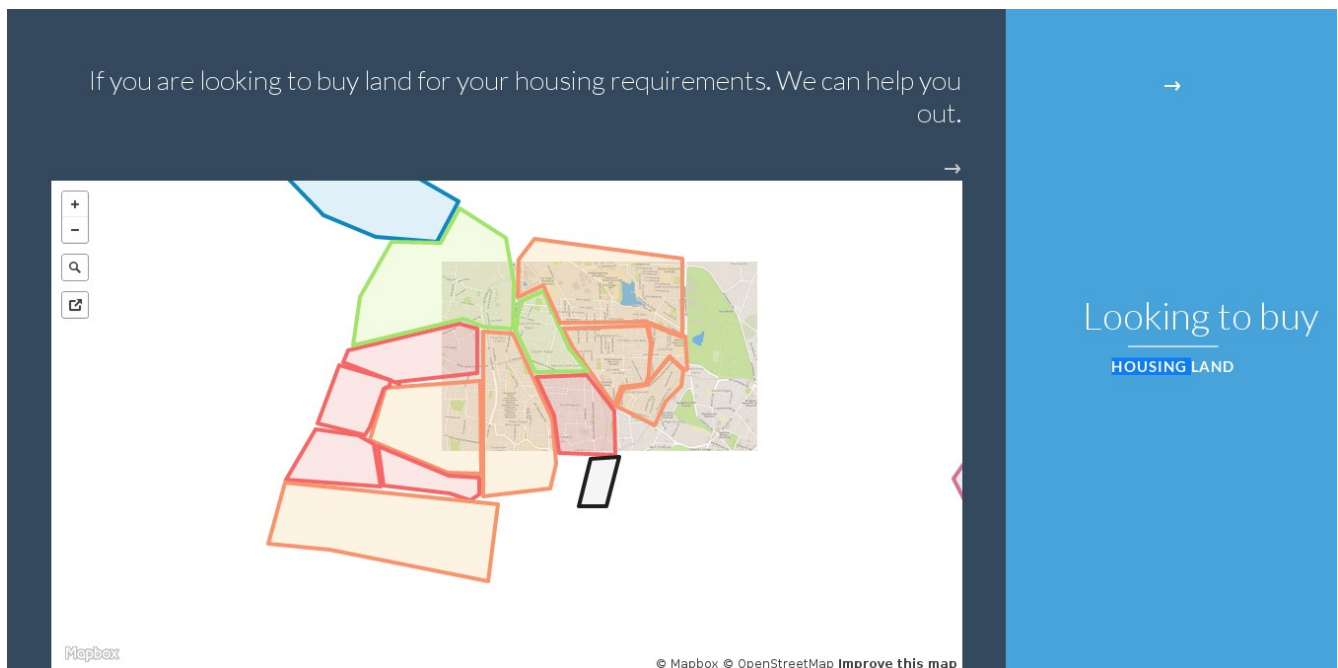 If you are looking to buy land for your housing requirements. We can help you
out.
→
→
Looking to buy
HOUSING LAND
+
−
Mapbox
© Mapbox © OpenStreetMap Improve this map